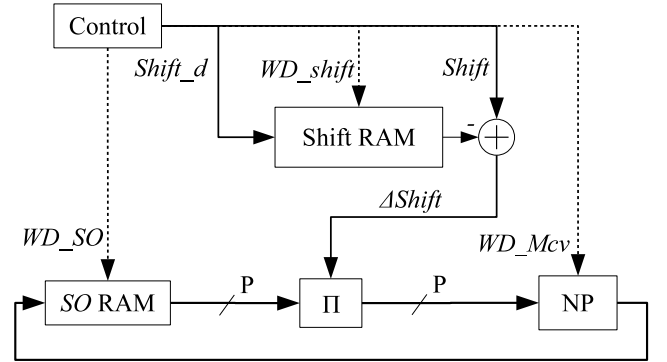 Control
Shift_d
WD_shift
Shift
Shift RAM
-
ΔShift
WD_SO
WD_Mcv
SO RAM
P
Π
P
NP